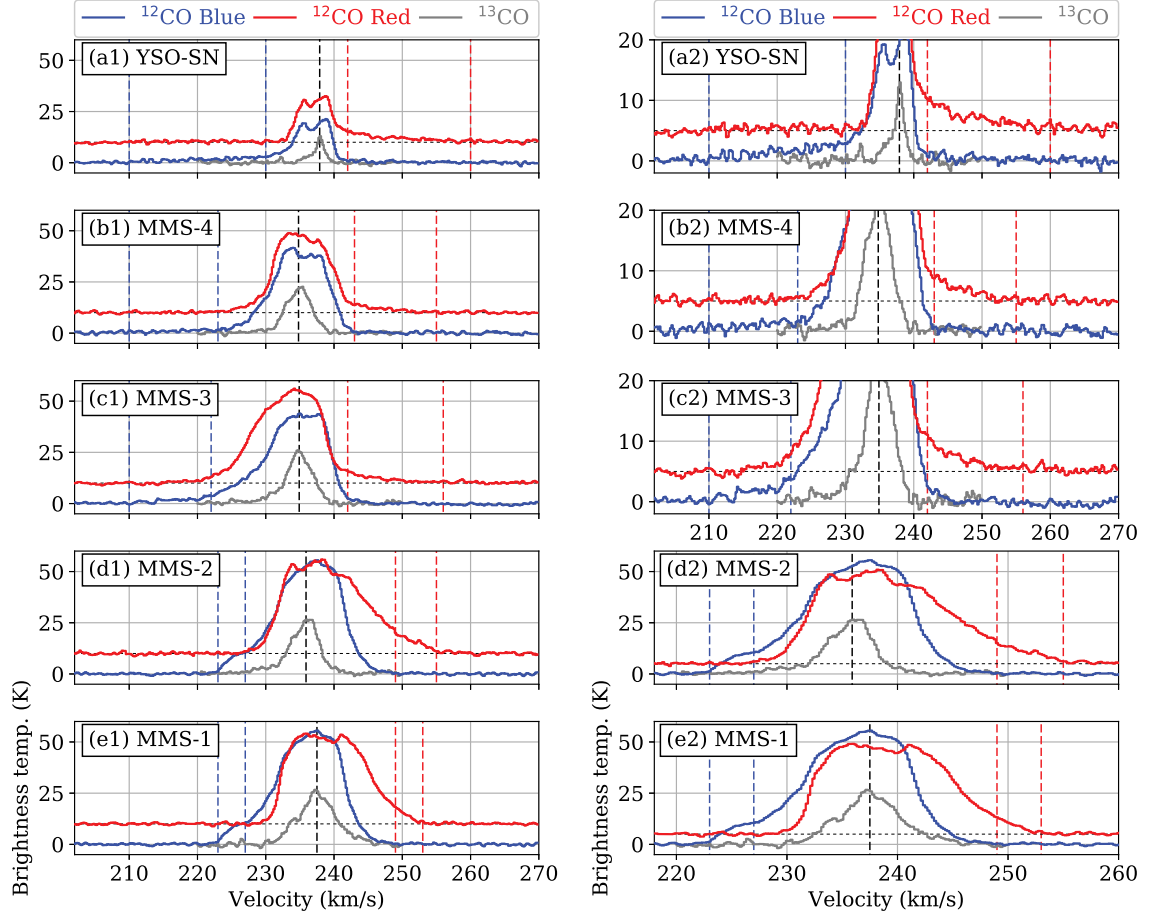 ¹²CO Blue ¹²CO Red ¹³CO
¹²CO Blue ¹²CO Red ¹³CO
(a1) YSO-SN
50
25
0
(a2) YSO-SN
20
10
0
(b1) MMS-4
50
25
0
(b2) MMS-4
20
10
0
(c1) MMS-3
50
25
0
(c2) MMS-3
20
10
0
210 220 230 240 250 260 270
(d1) MMS-2
50
25
0
(d2) MMS-2
50
25
0
220 230 240 250 260
(e1) MMS-1
50
25
0
210 220 230 240 250 260 270
Velocity (km/s)
Brightness temp. (K)
(e2) MMS-1
50
25
0
220 230 240 250 260
Velocity (km/s)
Brightness temp. (K)